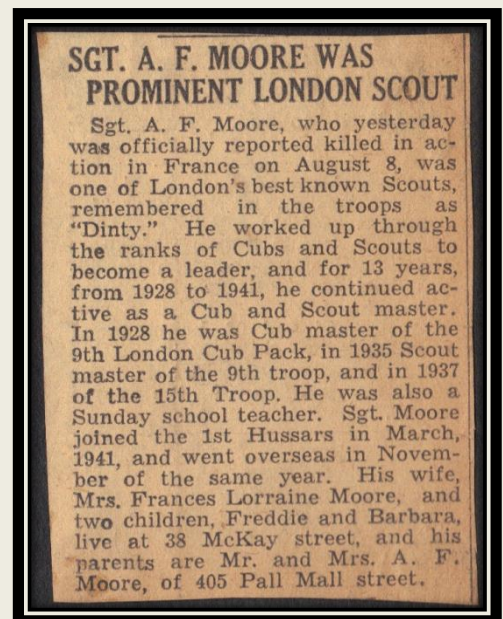 SGT. A. F. MOORE WAS
PROMINENT LONDON SCOUT
Sgt. A. F. Moore, who yesterday
was officially reported killed in ac-
tion in France on August 8, was
one of London's best known Scouts,
remembered in the troops as
"Dinty." He worked up through
the ranks of Cubs and Scouts to
become a leader, and for 13 years,
from 1928 to 1941, he continued ac-
tive as a Cub and Scout master.
In 1928 he was Cub master of the
9th London Cub Pack, in 1935 Scout
master of the 9th troop, and in 1937
of the 15th Troop. He was also a
Sunday school teacher. Sgt. Moore
joined the 1st Hussars in March,
1941, and went overseas in Novem-
ber of the same year. His wife,
Mrs. Frances Lorraine Moore, and
two children, Freddie and Barbara,
live at 38 McKay street, and his
parents are Mr. and Mrs. A. F.
Moore, of 405 Pall Mall street.